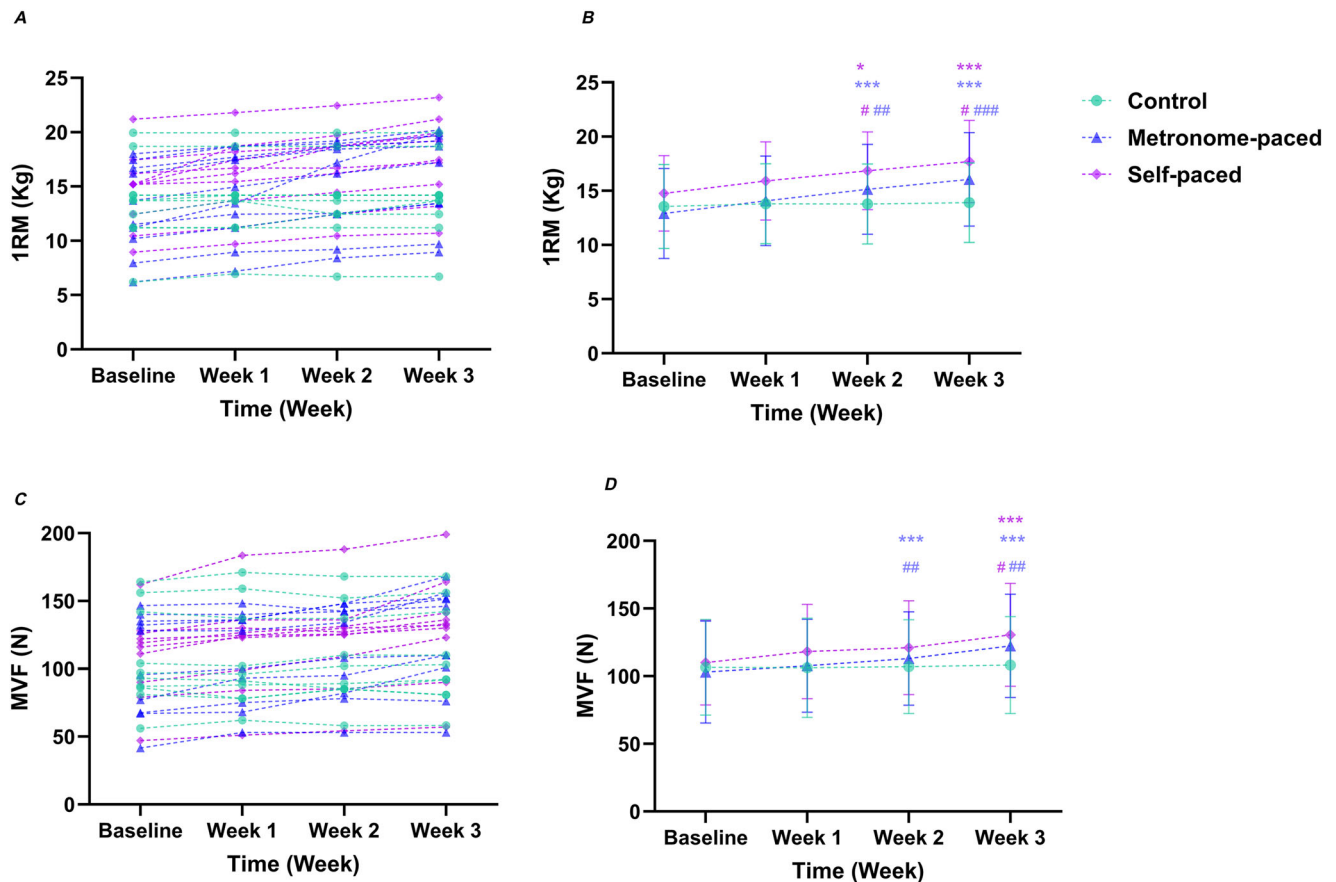 A
B
1RM (Kg)
25
20
15
10
5
0
Baseline Week 1 Week 2 Week 3
Time (Week)
1RM (Kg)
25
20
15
10
5
0
* ***
*** ***
# ## # ###
Baseline Week 1 Week 2 Week 3
Time (Week)
Control
Metronome-paced
Self-paced
C
D
MVF (N)
200
150
100
50
0
Baseline Week 1 Week 2 Week 3
Time (Week)
MVF (N)
200
150
100
50
0
***
*** ***
## # ##
Baseline Week 1 Week 2 Week 3
Time (Week)